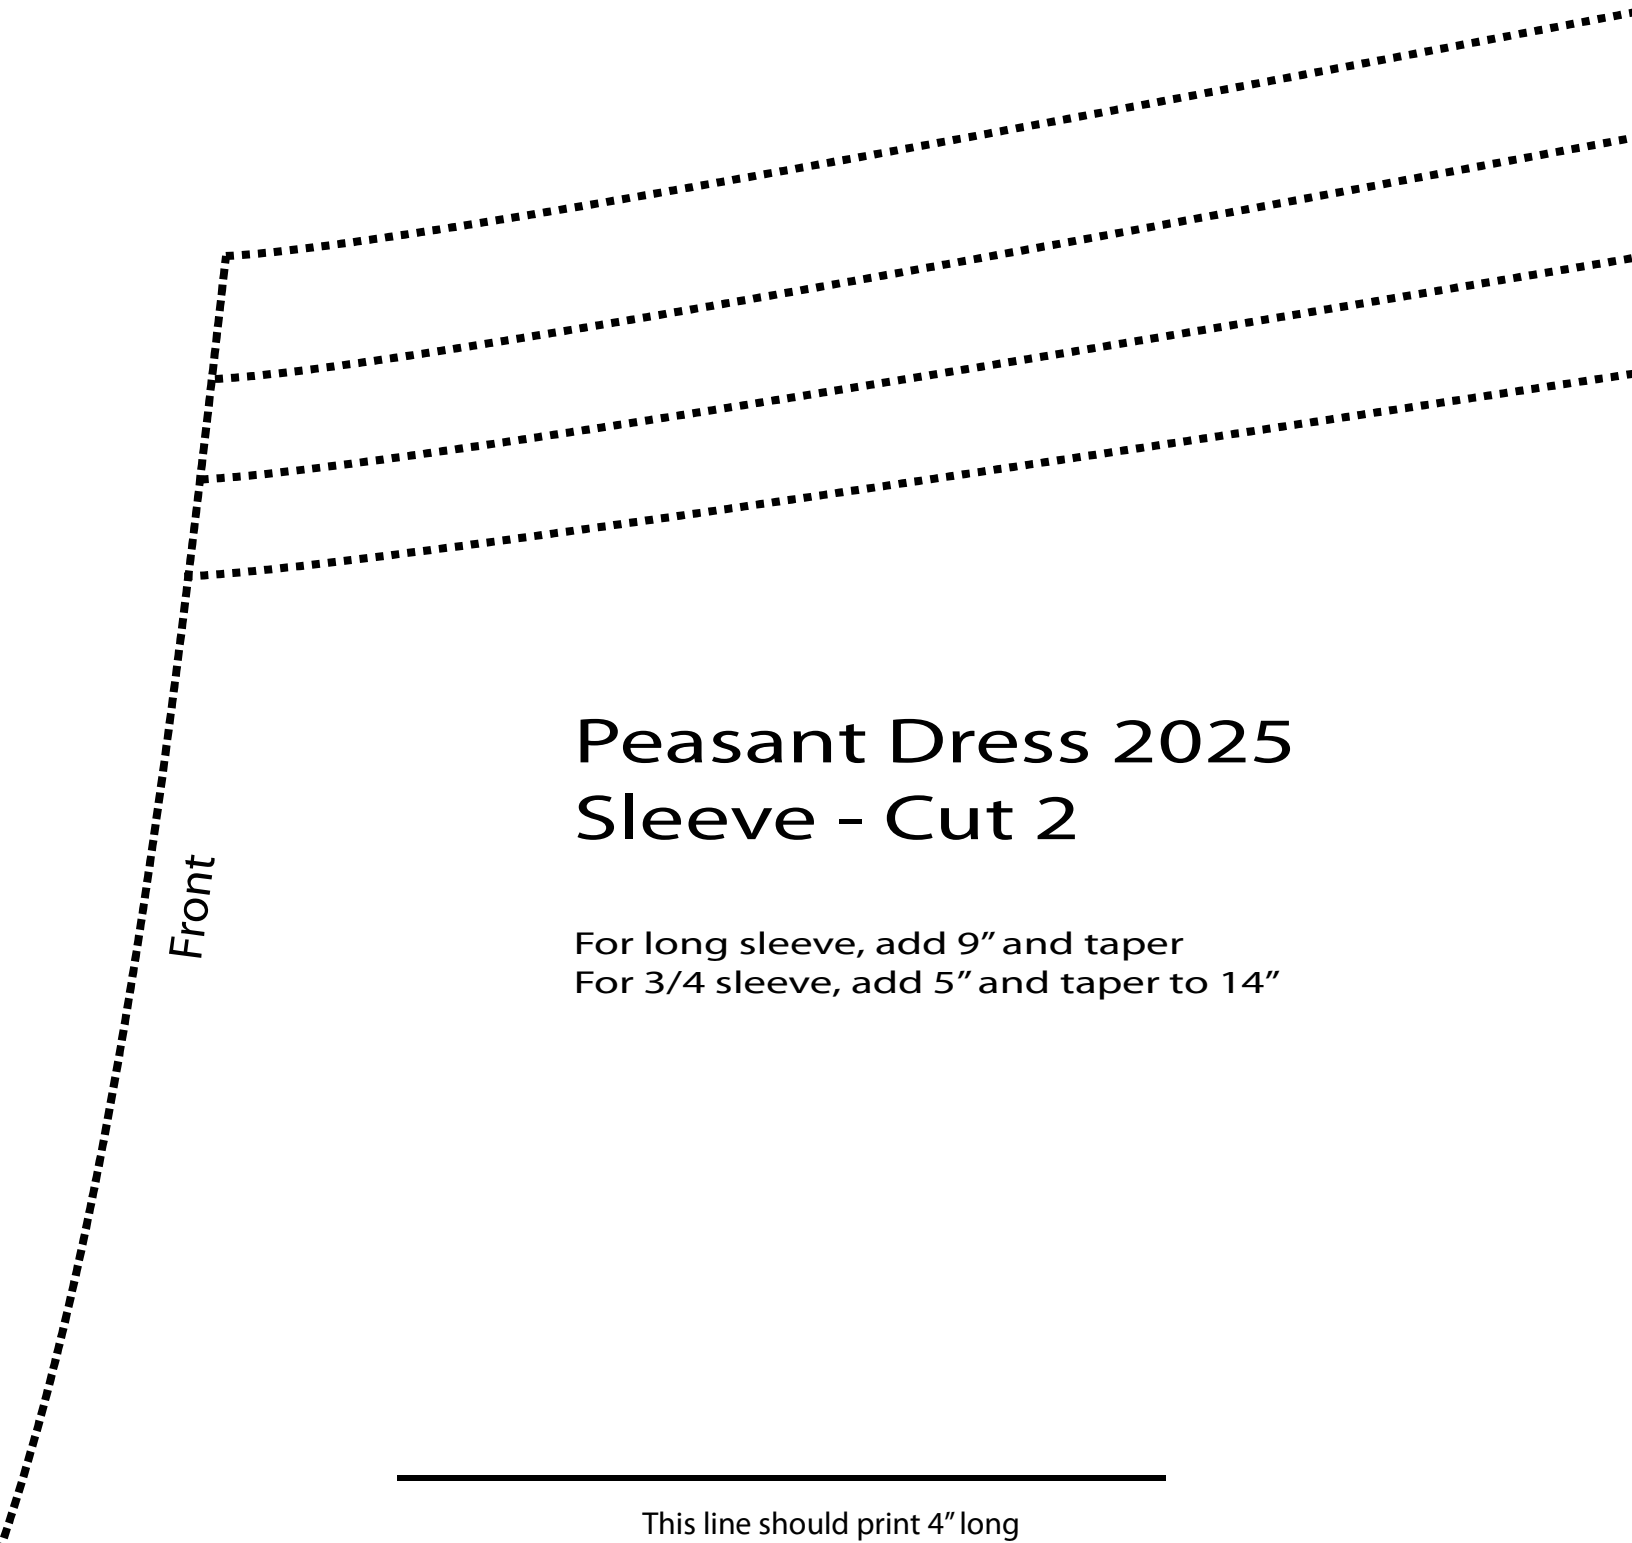 Peasant Dress 2025
Sleeve - Cut 2
Front
For long sleeve, add 9” and taper
For 3/4 sleeve, add 5” and taper to 14”
This line should print 4” long